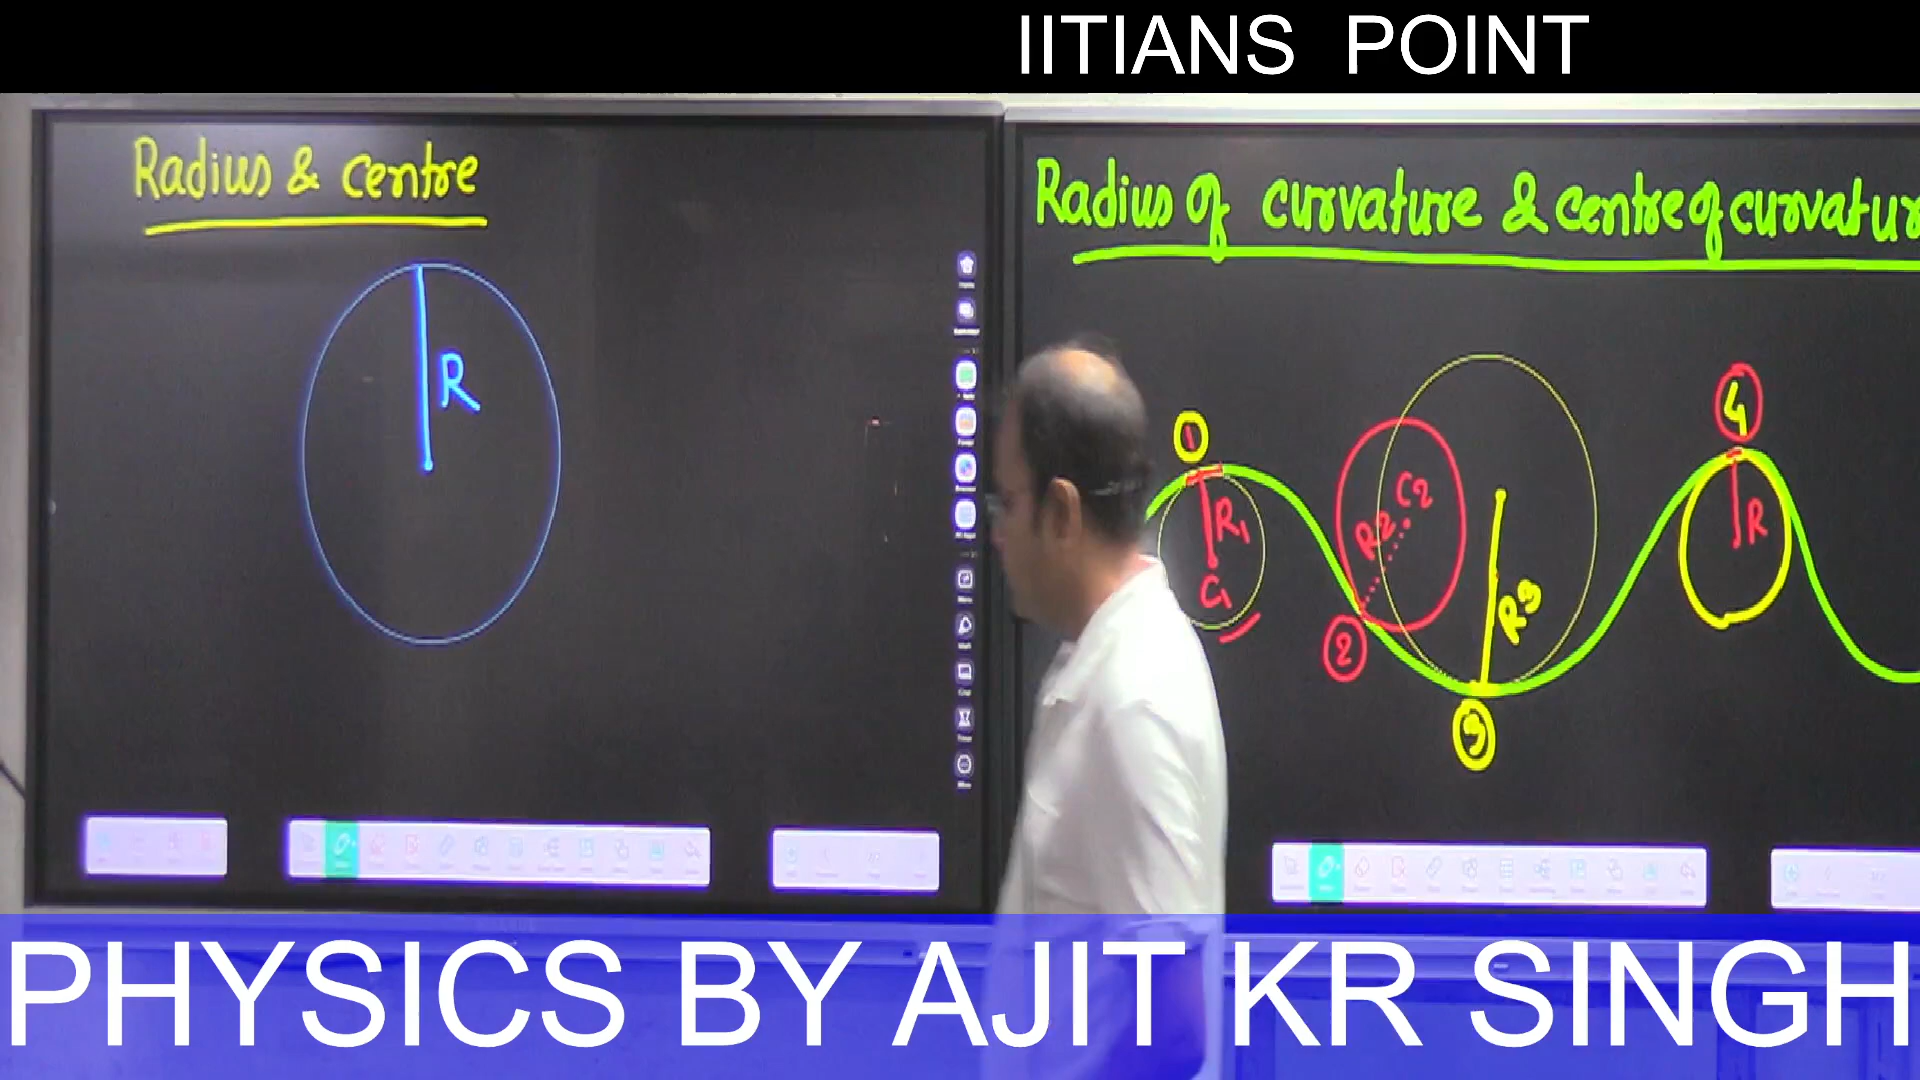 IITIANS POINT
Radius & centre
R
Radius of curvature & centre of curvatur
1
R1
C1
2
R2
C2
R3
3
4
R
PHYSICS BY AJIT KR SINGH